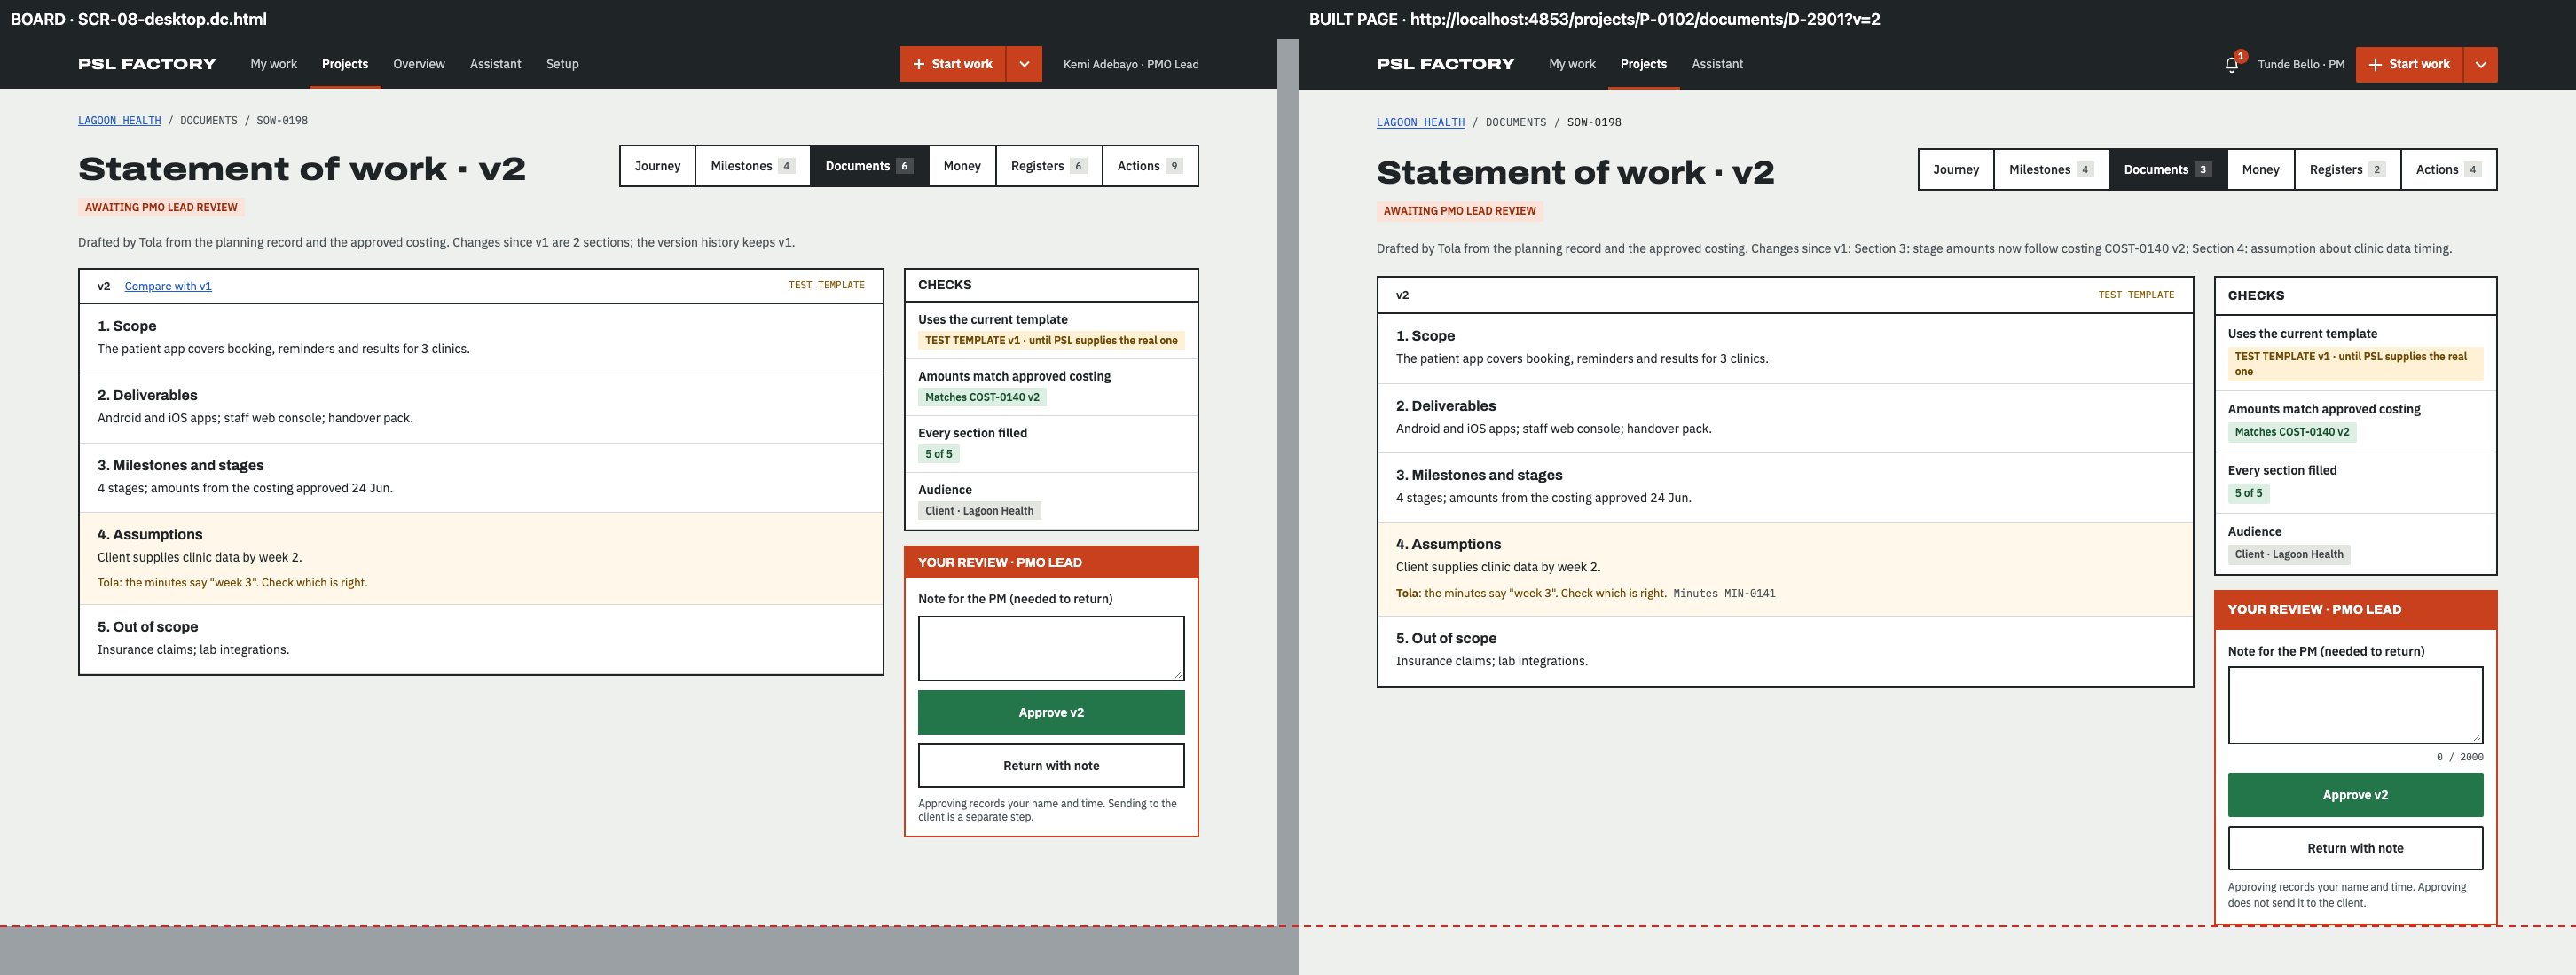 BOARD · SCR-08-desktop.dc.html
PSL FACTORY My work Projects Overview Assistant Setup + Start work Kemi Adebayo · PMO Lead
LAGOON HEALTH / DOCUMENTS / SOW-0198
Statement of work · v2
Journey Milestones 4 Documents 6 Money Registers 6 Actions 9
AWAITING PMO LEAD REVIEW
Drafted by Tola from the planning record and the approved costing. Changes since v1 are 2 sections; the version history keeps v1.
v2 Compare with v1 TEST TEMPLATE
1. Scope
The patient app covers booking, reminders and results for 3 clinics.
2. Deliverables
Android and iOS apps; staff web console; handover pack.
3. Milestones and stages
4 stages; amounts from the costing approved 24 Jun.
4. Assumptions
Client supplies clinic data by week 2.
Tola: the minutes say "week 3". Check which is right.
5. Out of scope
Insurance claims; lab integrations.
CHECKS
Uses the current template
TEST TEMPLATE v1 · until PSL supplies the real one
Amounts match approved costing
Matches COST-0140 v2
Every section filled
5 of 5
Audience
Client · Lagoon Health
YOUR REVIEW · PMO LEAD
Note for the PM (needed to return)
Approve v2
Return with note
Approving records your name and time. Sending to the
client is a separate step.
BUILT PAGE · http://localhost:4853/projects/P-0102/documents/D-2901?v=2
PSL FACTORY My work Projects Assistant 1 Tunde Bello · PM + Start work
LAGOON HEALTH / DOCUMENTS / SOW-0198
Statement of work · v2
Journey Milestones 4 Documents 3 Money Registers 2 Actions 4
AWAITING PMO LEAD REVIEW
Drafted by Tola from the planning record and the approved costing. Changes since v1: Section 3: stage amounts now follow costing COST-0140 v2; Section 4: assumption about clinic data timing.
v2 TEST TEMPLATE
1. Scope
The patient app covers booking, reminders and results for 3 clinics.
2. Deliverables
Android and iOS apps; staff web console; handover pack.
3. Milestones and stages
4 stages; amounts from the costing approved 24 Jun.
4. Assumptions
Client supplies clinic data by week 2.
Tola: the minutes say "week 3". Check which is right. Minutes MIN-0141
5. Out of scope
Insurance claims; lab integrations.
CHECKS
Uses the current template
TEST TEMPLATE v1 · until PSL supplies the real
one
Amounts match approved costing
Matches COST-0140 v2
Every section filled
5 of 5
Audience
Client · Lagoon Health
YOUR REVIEW · PMO LEAD
Note for the PM (needed to return)
0 / 2000
Approve v2
Return with note
Approving records your name and time. Approving
does not send it to the client.